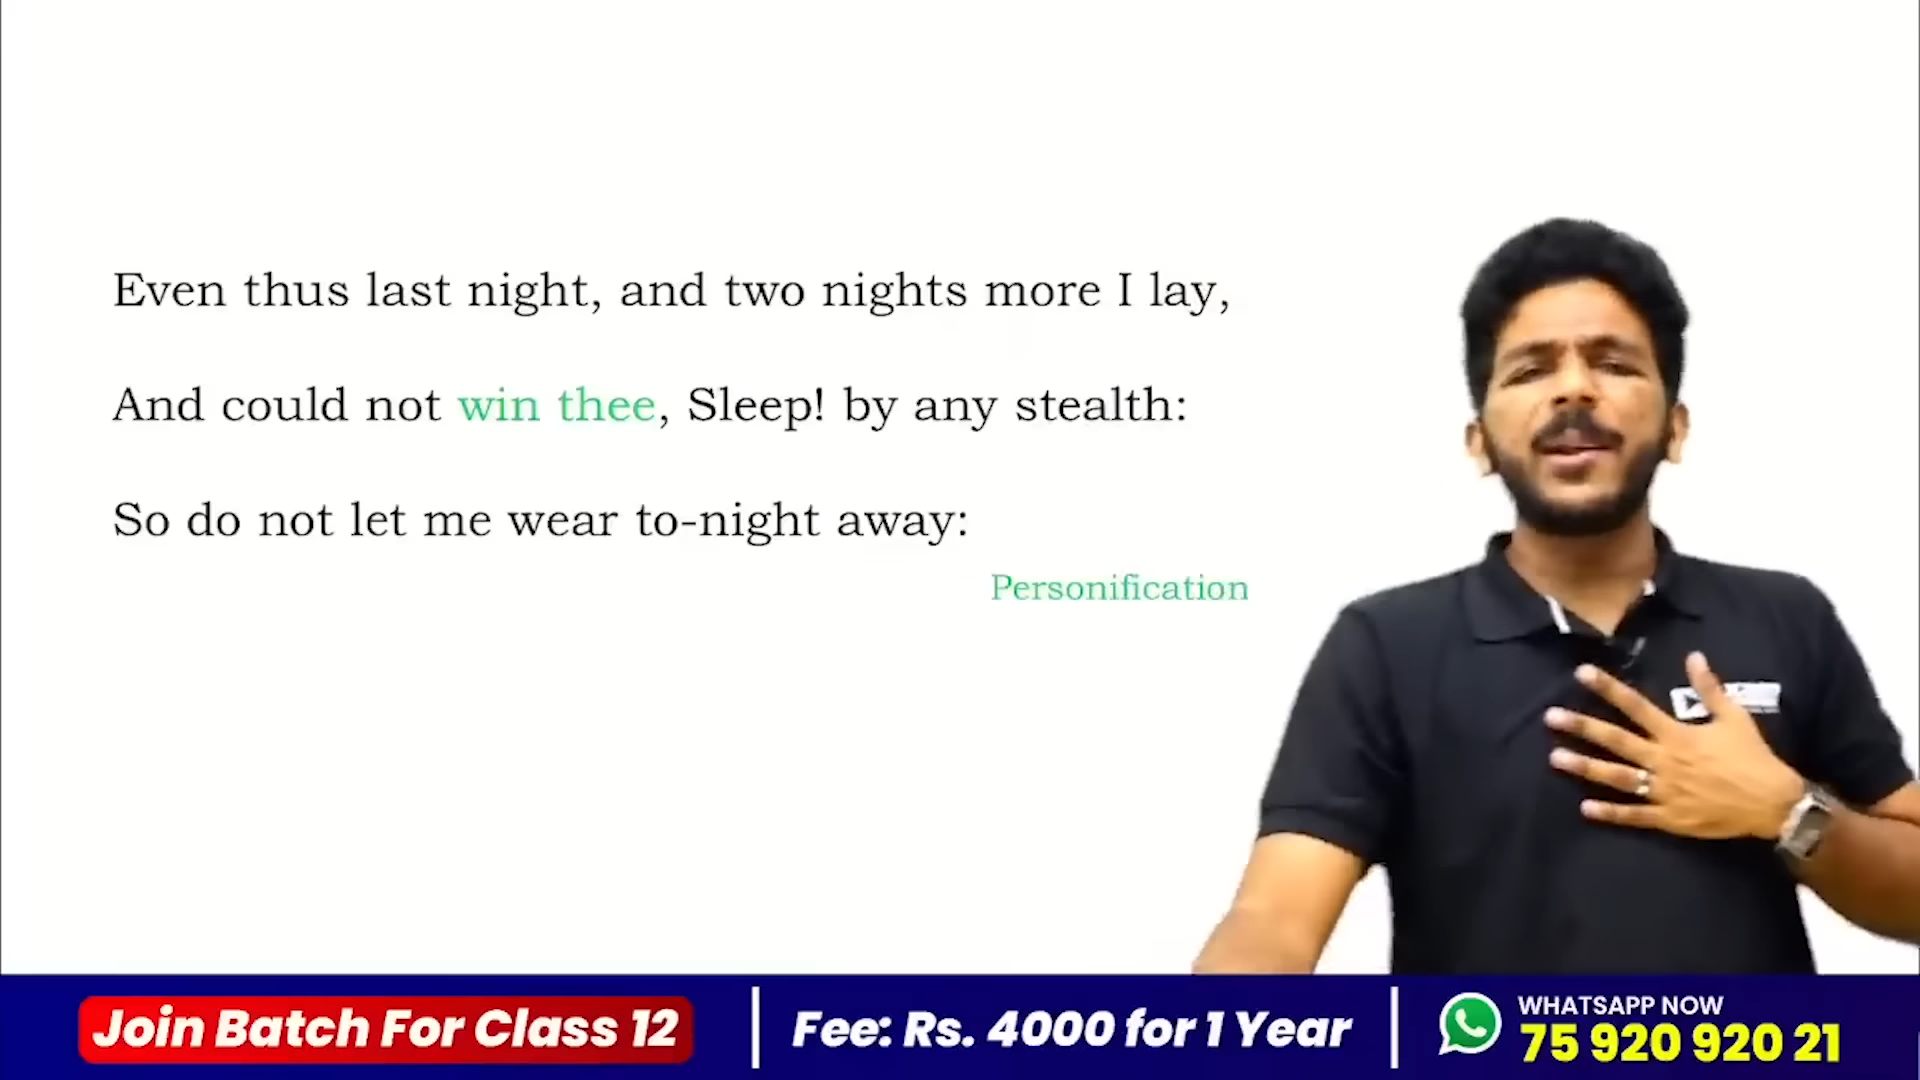 Even thus last night, and two nights more I lay,
And could not win thee, Sleep! by any stealth:
So do not let me wear to-night away:
Personification
Join Batch For Class 12
Fee: Rs. 4000 for 1 Year
WHATSAPP NOW
75 920 920 21